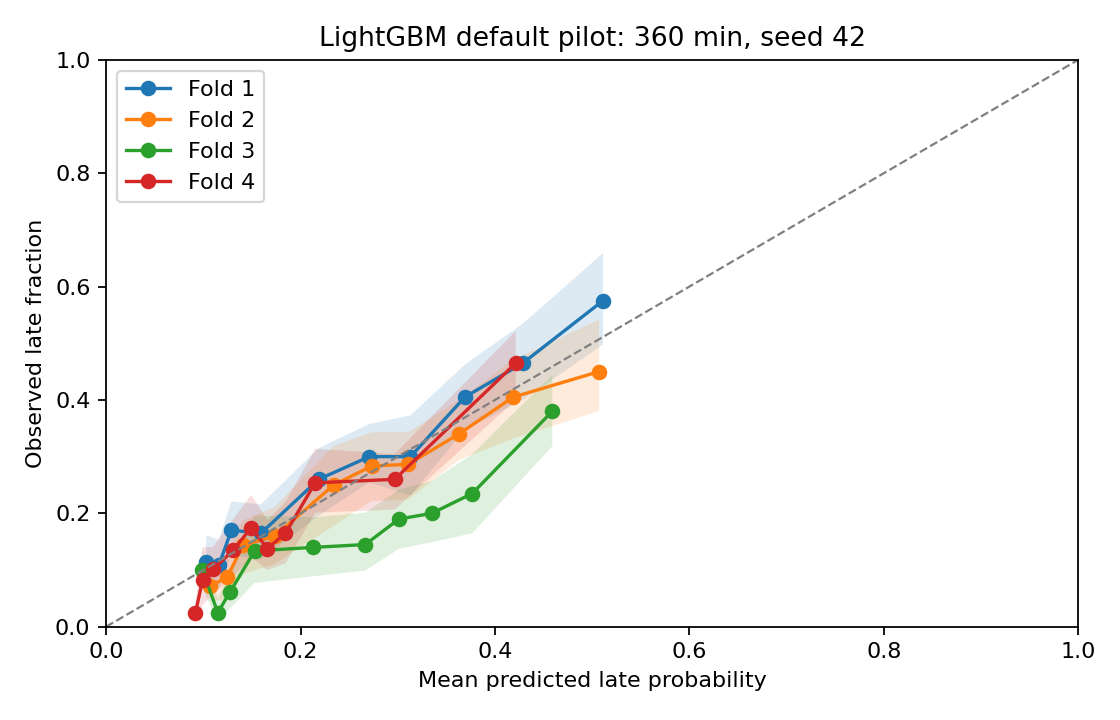 LightGBM default pilot: 360 min, seed 42
1.0
0.8
0.6
0.4
0.2
0.0
Observed late fraction
Fold 1
Fold 2
Fold 3
Fold 4
0.0 0.2 0.4 0.6 0.8 1.0
Mean predicted late probability